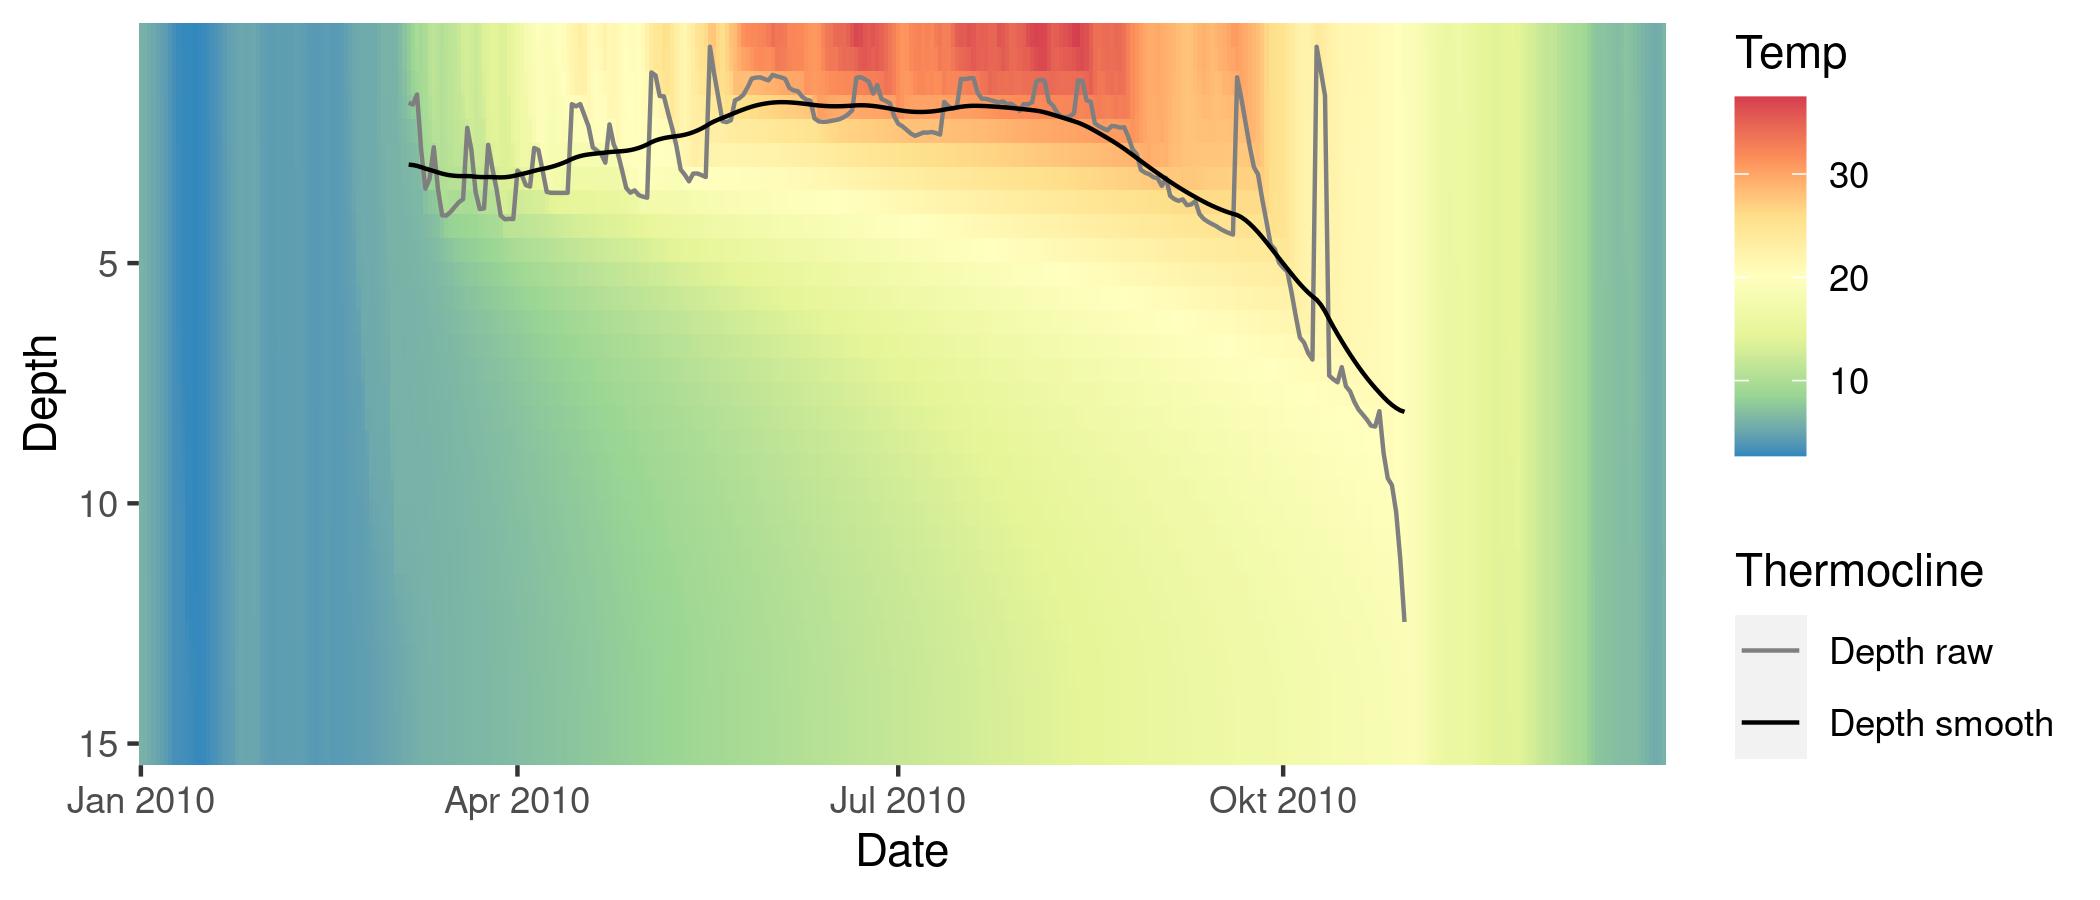 Temp
30
20
10
Thermocline
Depth raw
Depth smooth
Depth
5
10
15
Jan 2010
Apr 2010
Jul 2010
Okt 2010
Date